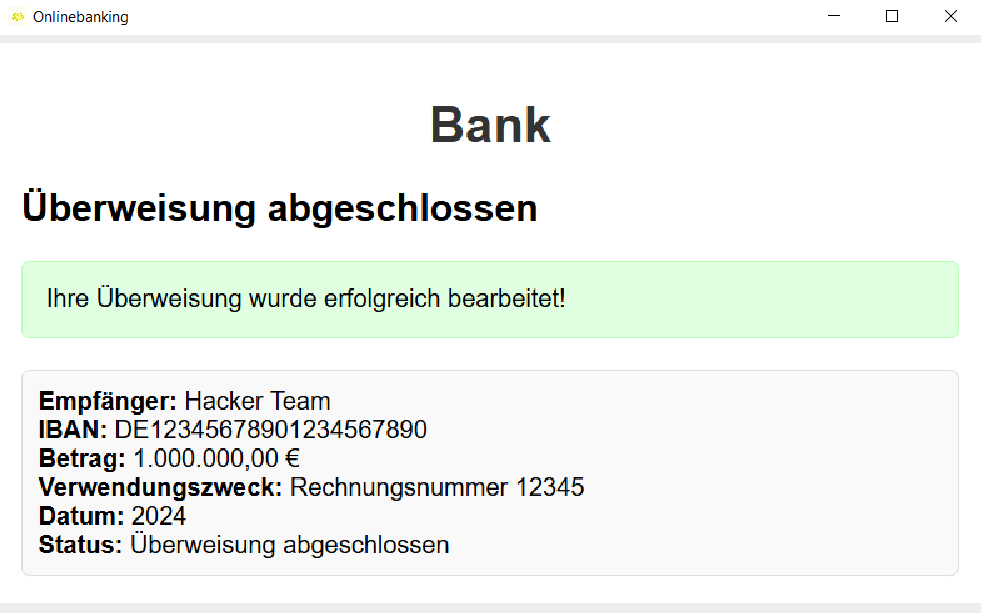 Onlinebanking
Bank
Überweisung abgeschlossen
Ihre Überweisung wurde erfolgreich bearbeitet!
Empfänger: Hacker Team
IBAN: DE12345678901234567890
Betrag: 1.000.000,00 €
Verwendungszweck: Rechnungsnummer 12345
Datum: 2024
Status: Überweisung abgeschlossen